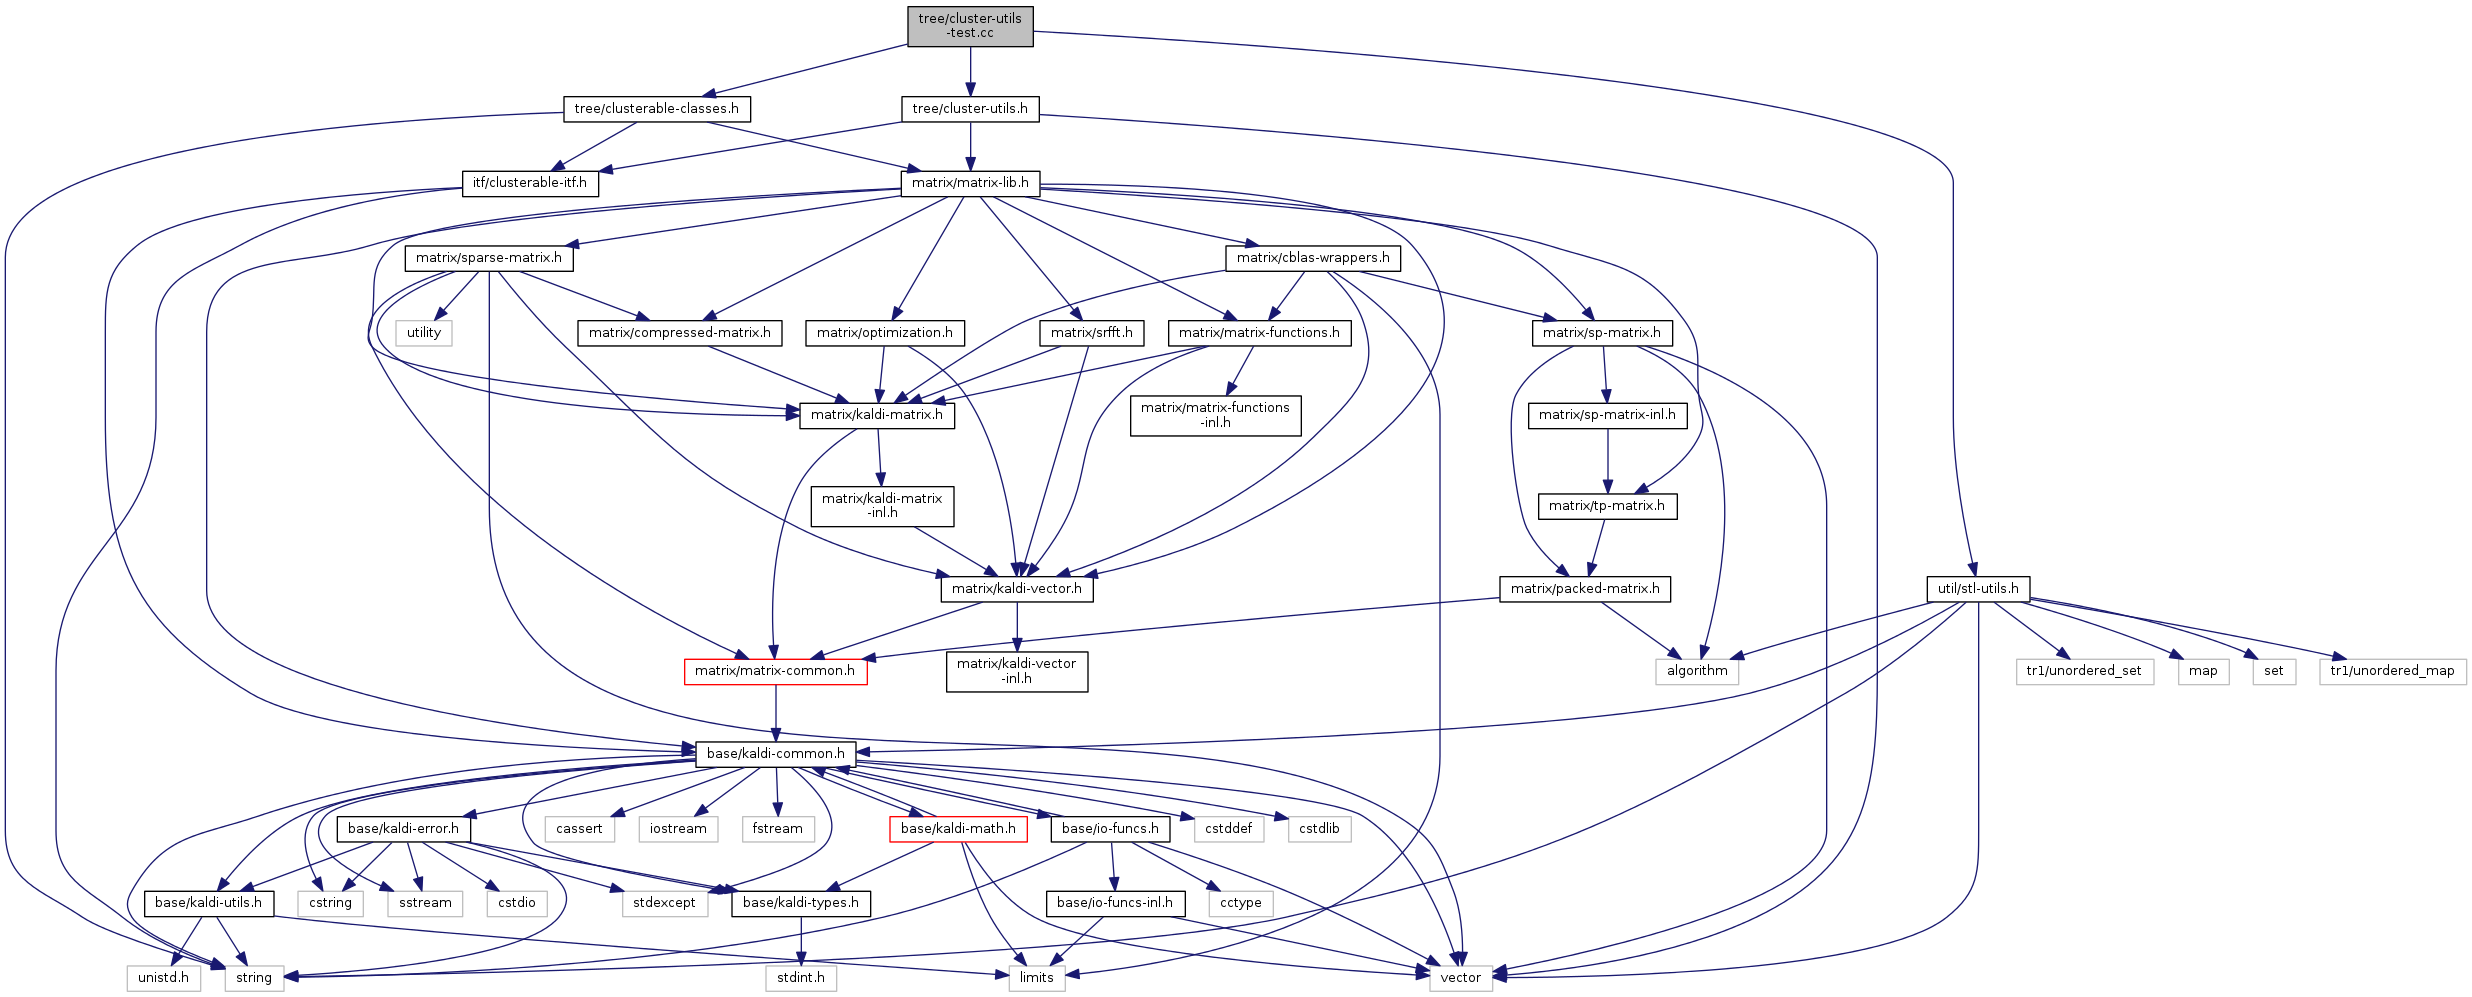 tree/cluster-utils
-test.cc
tree/clusterable-classes.h
tree/cluster-utils.h
itf/clusterable-itf.h
matrix/matrix-lib.h
matrix/sparse-matrix.h
matrix/cblas-wrappers.h
utility
matrix/compressed-matrix.h
matrix/optimization.h
matrix/srfft.h
matrix/matrix-functions.h
matrix/sp-matrix.h
matrix/kaldi-matrix.h
matrix/matrix-functions
-inl.h
matrix/sp-matrix-inl.h
matrix/kaldi-matrix
-inl.h
matrix/tp-matrix.h
matrix/kaldi-vector.h
matrix/packed-matrix.h
util/stl-utils.h
matrix/matrix-common.h
matrix/kaldi-vector
-inl.h
algorithm
tr1/unordered_set
map
set
tr1/unordered_map
base/kaldi-common.h
base/kaldi-error.h
cassert
iostream
fstream
base/kaldi-math.h
base/io-funcs.h
cstddef
cstdlib
base/kaldi-utils.h
cstring
sstream
cstdio
stdexcept
base/kaldi-types.h
base/io-funcs-inl.h
cctype
unistd.h
string
stdint.h
limits
vector